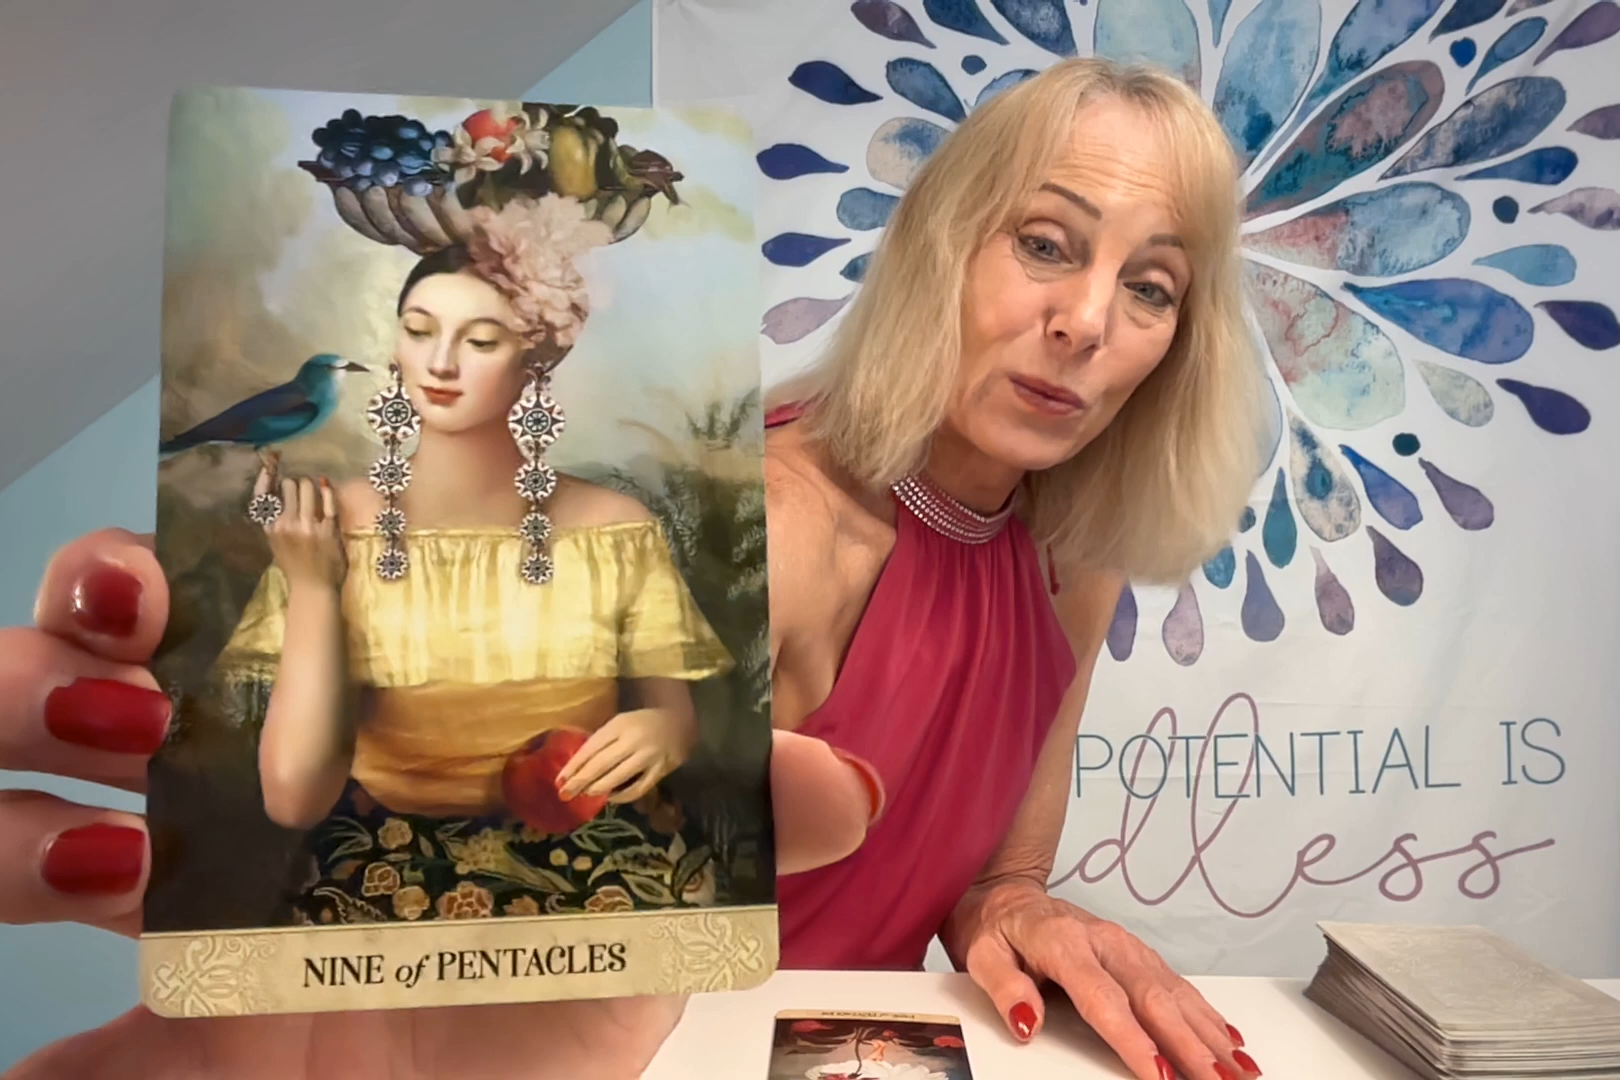 NINE of PENTACLES
POTENTIAL IS
dless